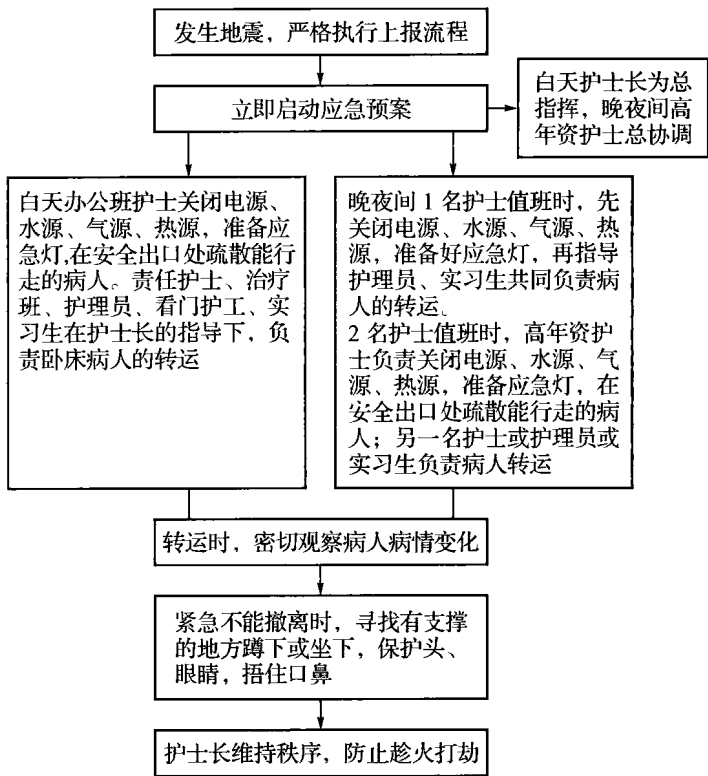 发生地震，严格执行上报流程
立即启动应急预案
白天护士长为总
指挥，晚夜间高
年资护士总协调
白天办公班护士关闭电源、
水源、气源、热源，准备应
急灯,在安全出口处疏散能行
走的病人。责任护士、治疗
班、护理员、看门护工、实
习生在护士长的指导下，负
责卧床病人的转运
晚夜间1名护士值班时，先
关闭电源、水源、气源、热
源，准备好应急灯，再指导
护理员、实习生共同负责病
人的转运。
2名护士值班时，高年资护
士负责关闭电源、水源、气
源、热源，准备应急灯，在
安全出口处疏散能行走的病
人；另一名护士或护理员或
实习生负责病人转运
转运时，密切观察病人病情变化
紧急不能撤离时，寻找有支撑
的地方蹲下或坐下，保护头、
眼睛，捂住口鼻
护士长维持秩序，防止趁火打劫